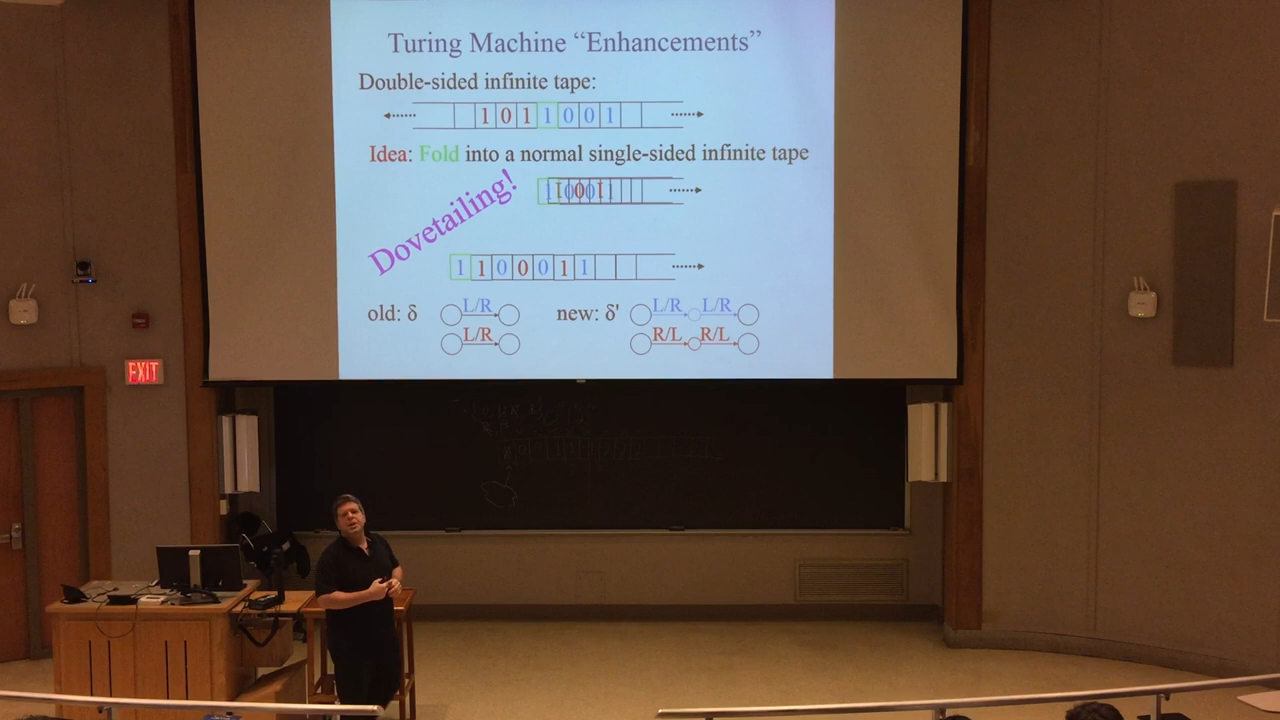 Turing Machine “Enhancements”
Double-sided infinite tape:
1 0 1 1 0 0 1
Idea: Fold into a normal single-sided infinite tape
Dovetailing!
1 1 0 0 0 1 1
old: δ L/R new: δ' L/R L/R
L/R R/L R/L
EXIT